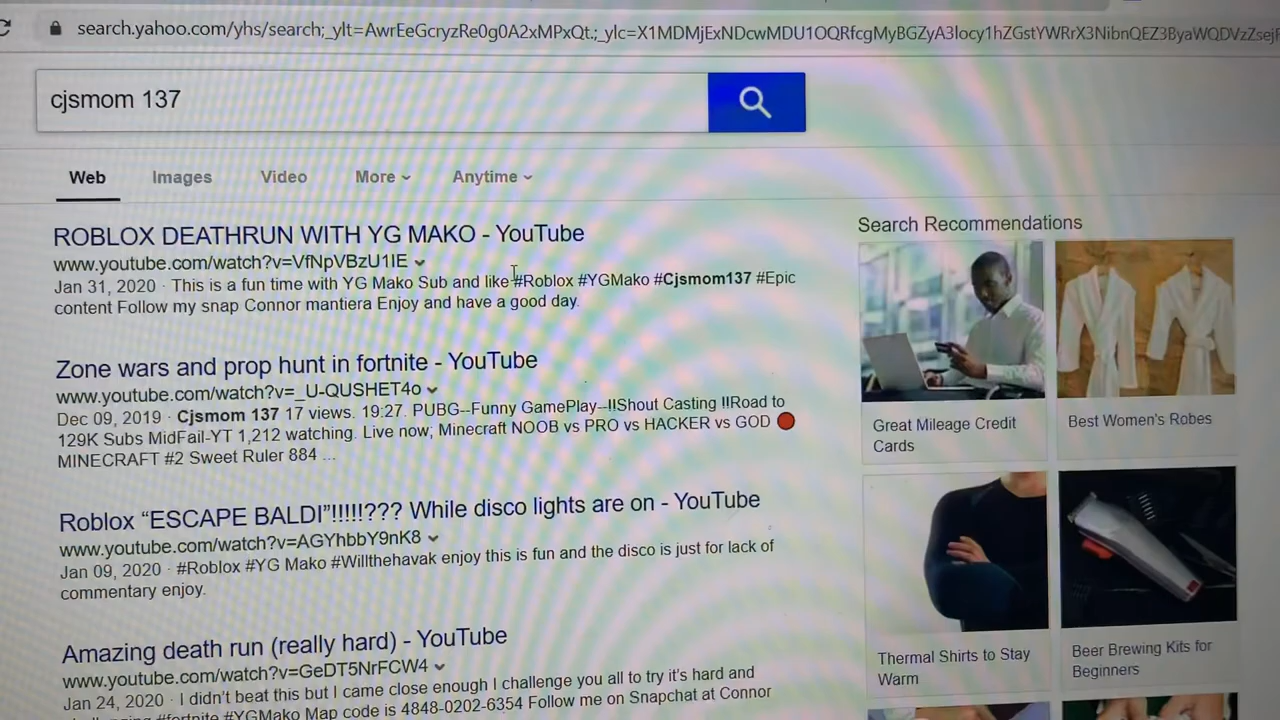 search.yahoo.com/yhs/search;_ylt=AwrEeGcryzRe0g0A2xMPxQt.;_ylc=X1MDMjExNDcwMDU1OQRfcgMyBGZyA3locy1hZGstYWRrX3NibnQEZ3ByaWQDVzZsejF
cjsmom 137
Web Images Video More Anytime
ROBLOX DEATHRUN WITH YG MAKO - YouTube
www.youtube.com/watch?v=VfNpVBzU1IE
Jan 31, 2020 · This is a fun time with YG Mako Sub and like #Roblox #YGMako #Cjsmom137 #Epic
content Follow my snap Connor mantiera Enjoy and have a good day.
Zone wars and prop hunt in fortnite - YouTube
www.youtube.com/watch?v=_U-QUSHET4o
Dec 09, 2019 · Cjsmom 137 17 views. 19:27. PUBG--Funny GamePlay--!!Shout Casting !!Road to
129K Subs MidFail-YT 1,212 watching. Live now; Minecraft NOOB vs PRO vs HACKER vs GOD
MINECRAFT #2 Sweet Ruler 884 ...
Roblox “ESCAPE BALDI”!!!!!??? While disco lights are on - YouTube
www.youtube.com/watch?v=AGYhbbY9nK8
Jan 09, 2020 · #Roblox #YG Mako #Willthehavak enjoy this is fun and the disco is just for lack of
commentary enjoy.
Amazing death run (really hard) - YouTube
www.youtube.com/watch?v=GeDT5NrFCW4
Jan 24, 2020 · I didn’t beat this but I came close enough I challenge you all to try it’s hard and
#fortnite #YGMako Map code is 4848-0202-6354 Follow me on Snapchat at Connor
Search Recommendations
Great Mileage Credit
Cards
Best Women's Robes
Thermal Shirts to Stay
Warm
Beer Brewing Kits for
Beginners